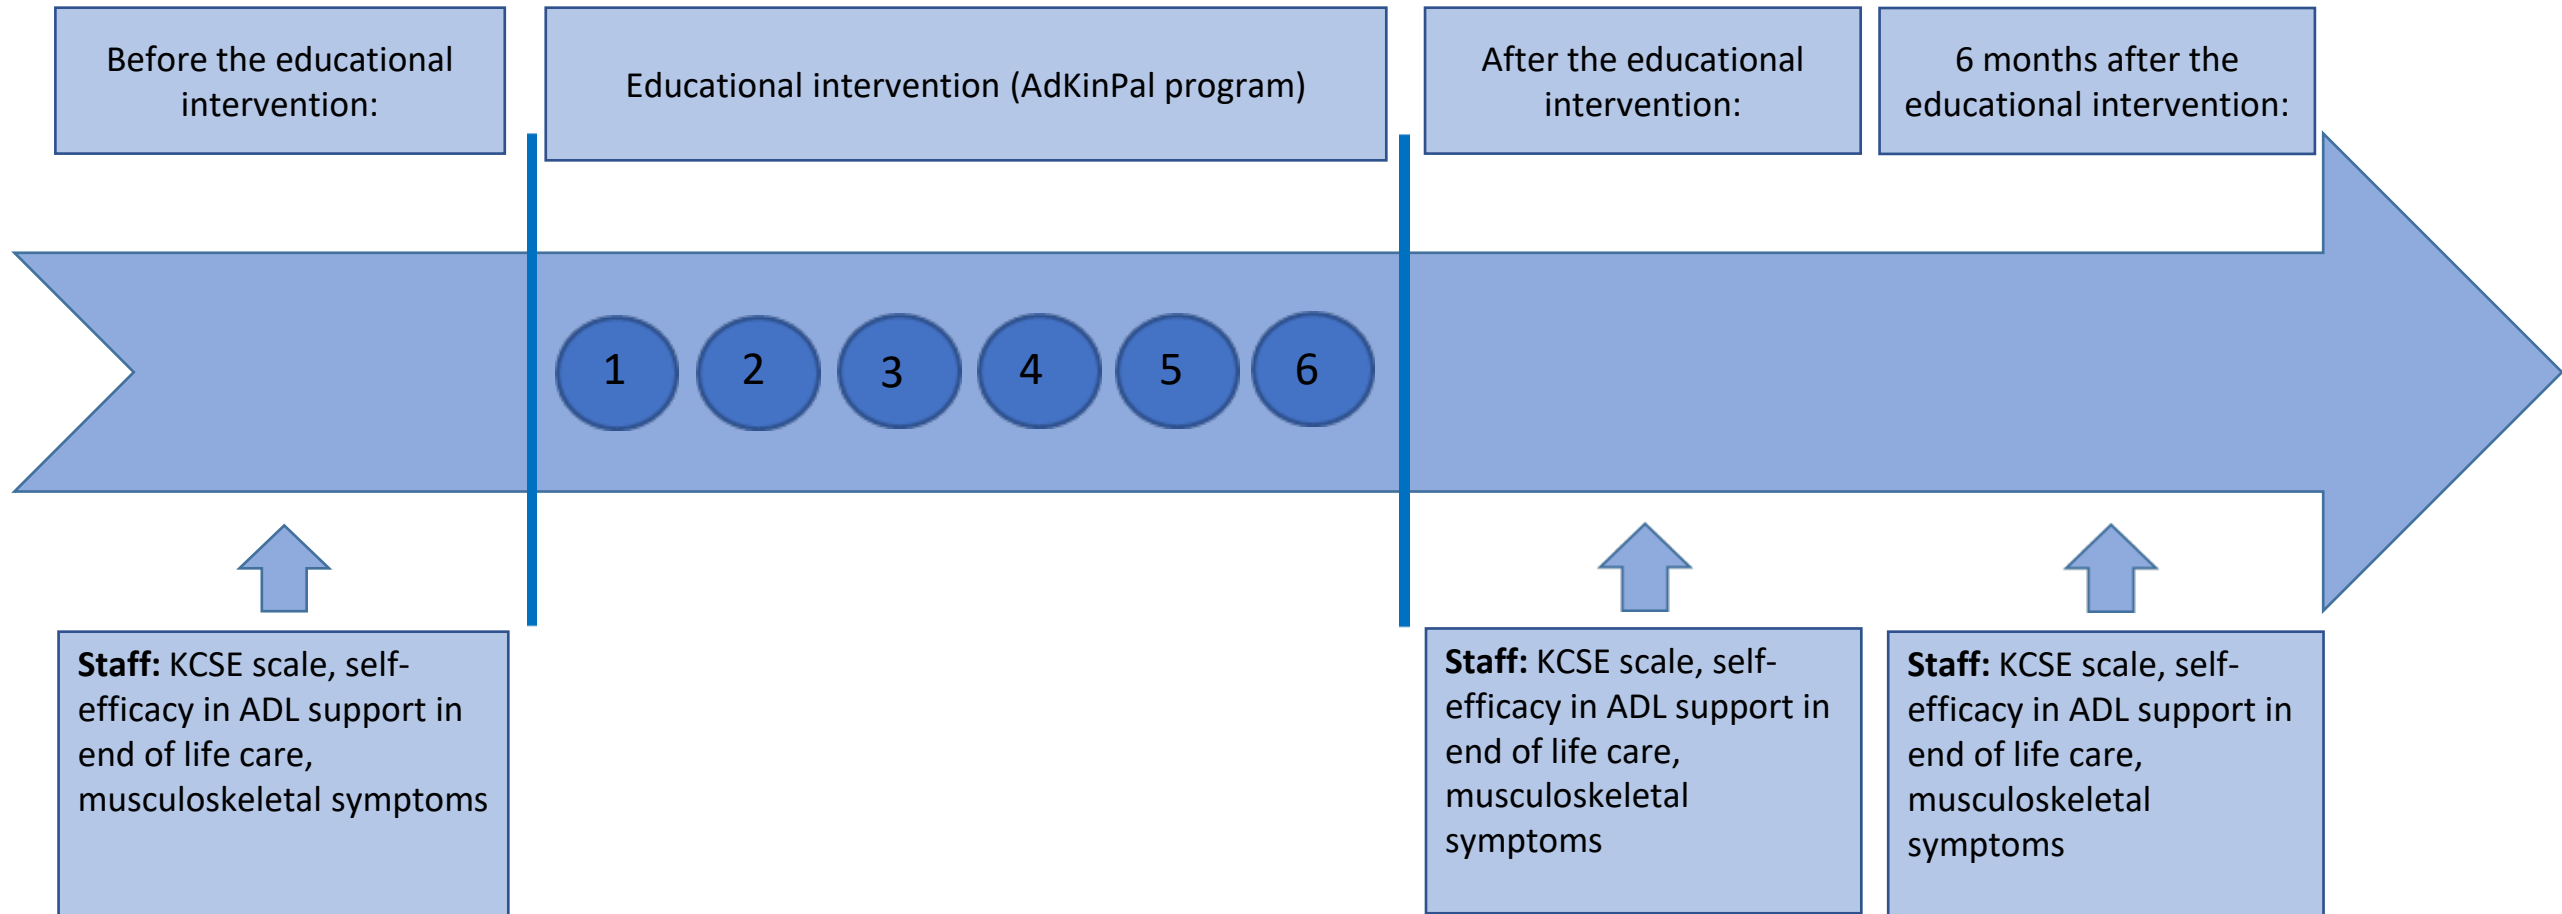 Before the educational
intervention:
Educational intervention (AdKinPal program)
After the educational
intervention:
6 months after the
educational intervention:
1
2
3
4
5
6
Staff: KCSE scale, self-
efficacy in ADL support in
end of life care,
musculoskeletal symptoms
Staff: KCSE scale, self-
efficacy in ADL support in
end of life care,
musculoskeletal
symptoms
Staff: KCSE scale, self-
efficacy in ADL support in
end of life care,
musculoskeletal
symptoms